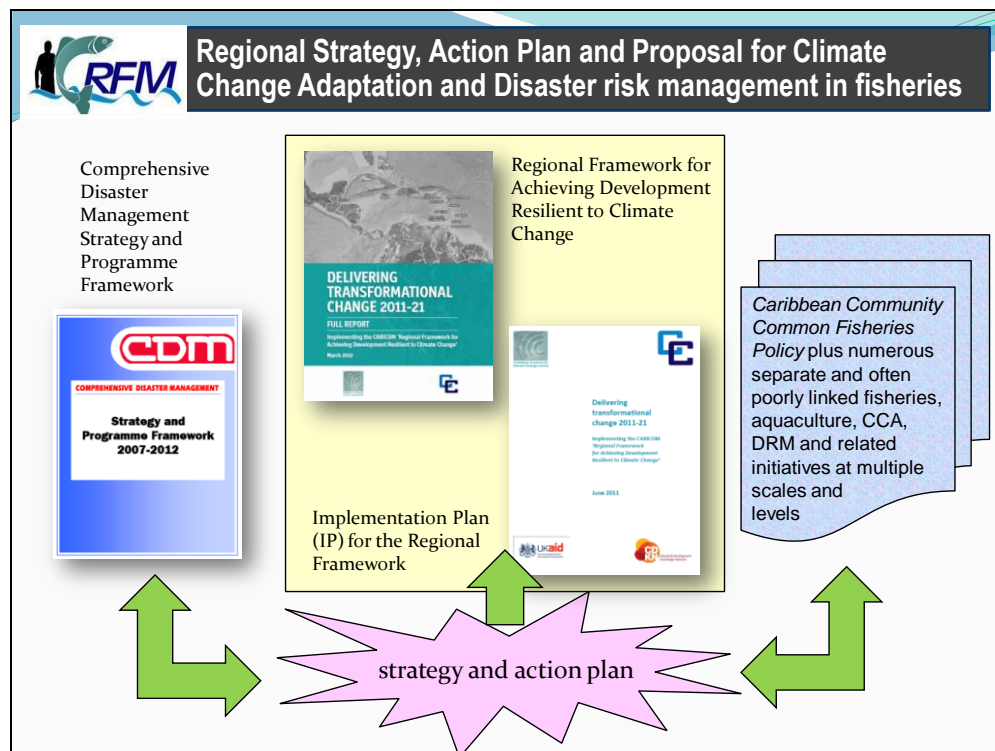 CRFM
Regional Strategy, Action Plan and Proposal for Climate
Change Adaptation and Disaster risk management in fisheries
Comprehensive
Disaster
Management
Strategy and
Programme
Framework
CDM
COMPREHENSIVE DISASTER MANAGEMENT
Strategy and
Programme Framework
2007-2012
Regional Framework for
Achieving Development
Resilient to Climate
Change
DELIVERING
TRANSFORMATIONAL
CHANGE 2011-21
FULL REPORT
Implementing the CARICOM 'Regional Framework for
Achieving Development Resilient to Climate Change'
March 2012
Delivering
transformational
change 2011-21
Implementing the CARICOM
'Regional Framework
for Achieving Development
Resilient to Climate Change'
June 2011
UKaid
CDKN
Implementation Plan
(IP) for the Regional
Framework
Caribbean Community
Common Fisheries
Policy plus numerous
separate and often
poorly linked fisheries,
aquaculture, CCA,
DRM and related
initiatives at multiple
scales and
levels
strategy and action plan